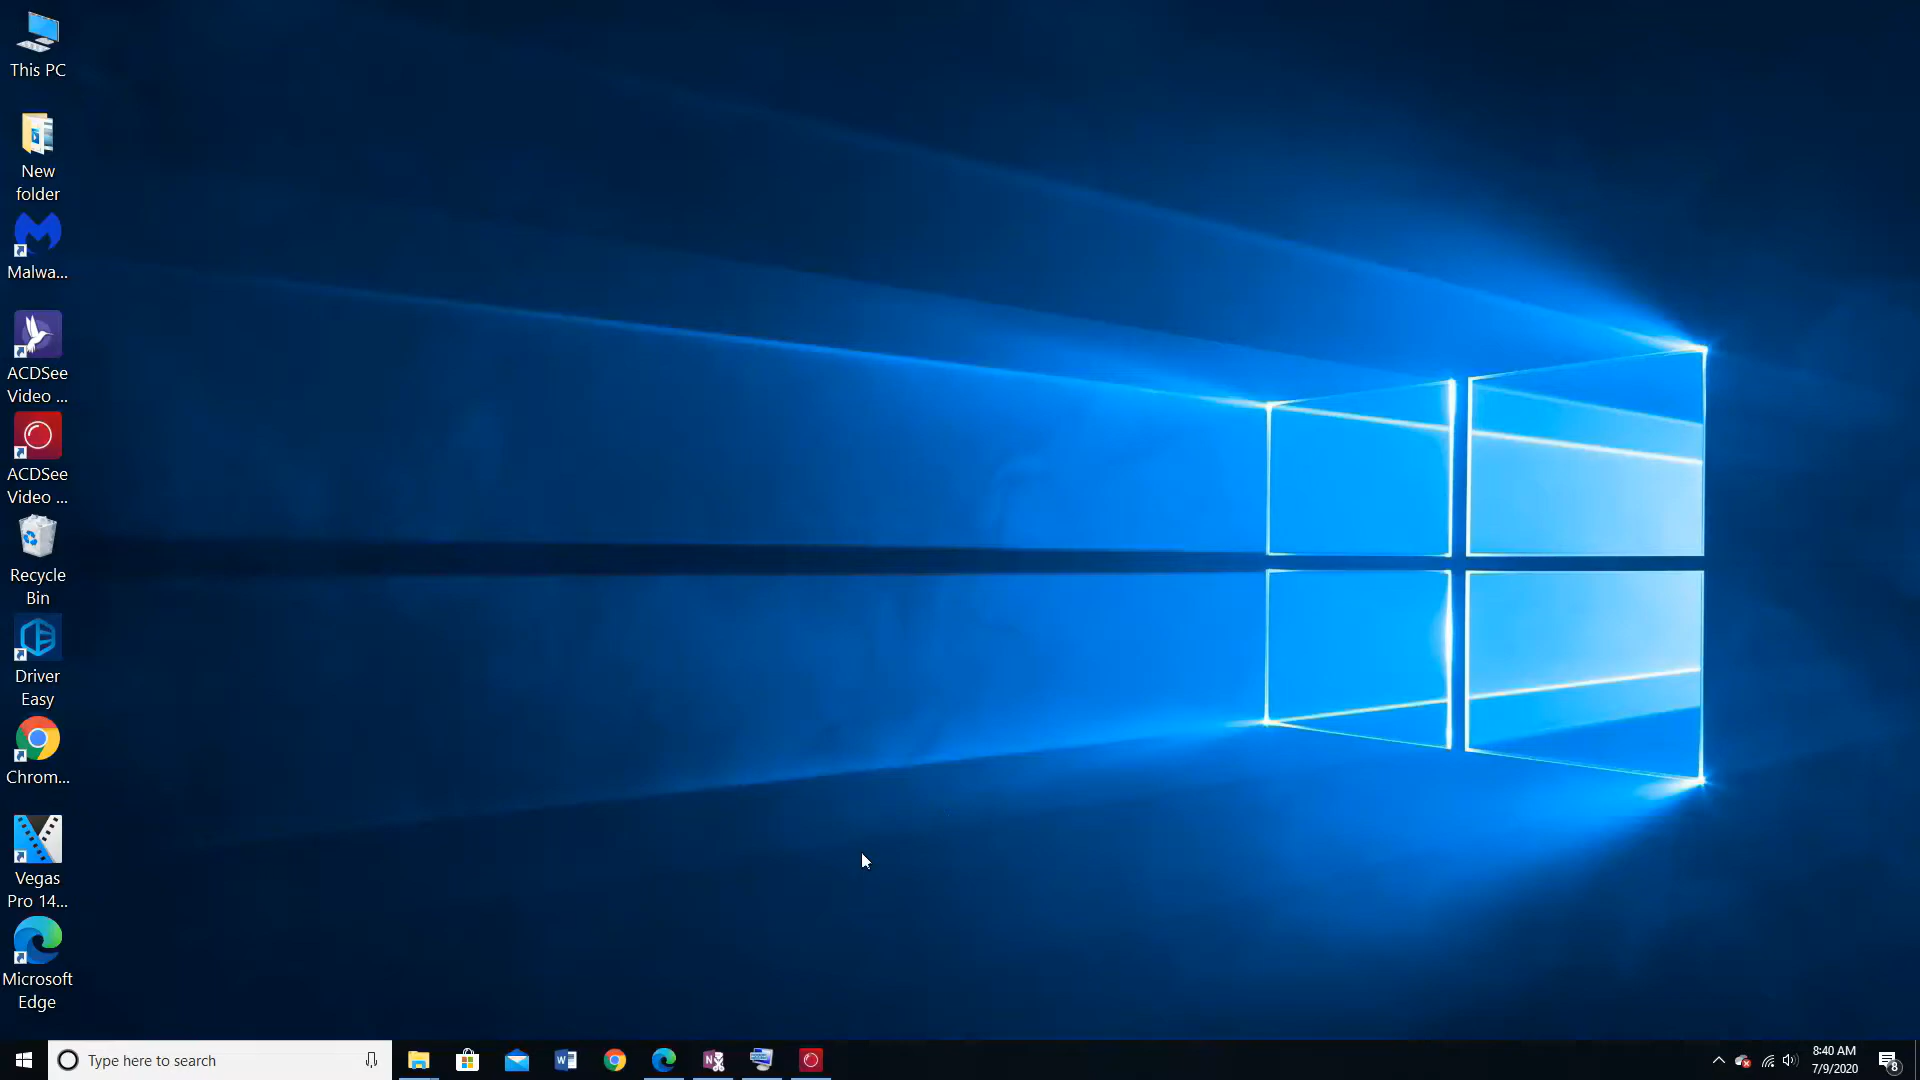 This PC
New
folder
Malwa...
ACDSee
Video ...
ACDSee
Video ...
Recycle
Bin
Driver
Easy
Chrom...
Vegas
Pro 14...
Microsoft
Edge
Type here to search
8:40 AM
7/9/2020
8